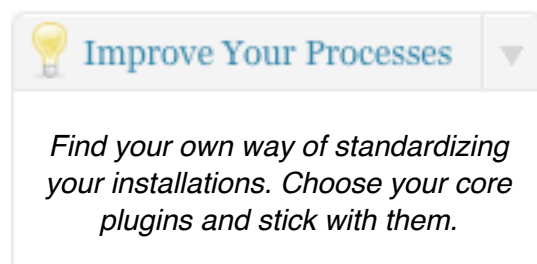 Improve Your Processes
Find your own way of standardizing
your installations. Choose your core
plugins and stick with them.